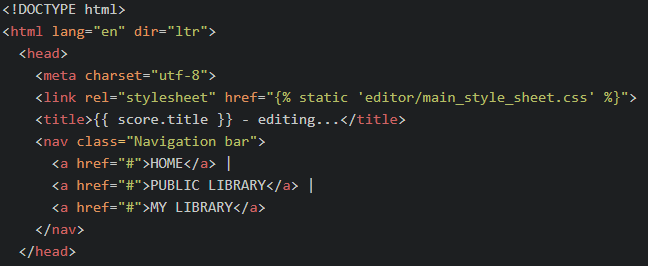 <!DOCTYPE html>
<html lang="en" dir="ltr">
<head>
<meta charset="utf-8">
<link rel="stylesheet" href="{% static 'editor/main_style_sheet.css' %}">
<title>{{ score.title }} - editing...</title>
<nav class="Navigation bar">
<a href="#">HOME</a> |
<a href="#">PUBLIC LIBRARY</a> |
<a href="#">MY LIBRARY</a>
</nav>
</head>